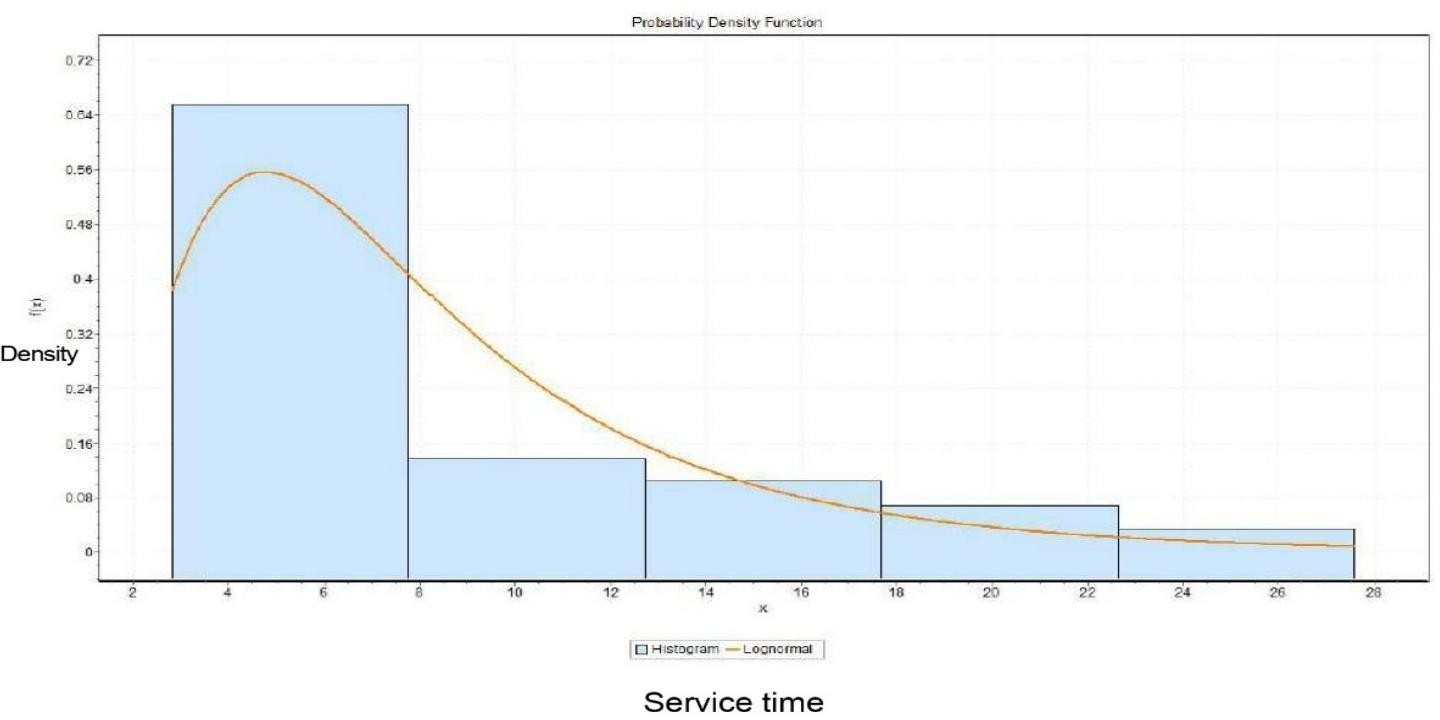 Probability Density Function
0.72
0.64
0.56
0.48
0.4
f(x)
0.32
Density
0.24
0.16
0.08
0
2 4 6 8 10 12 14 16 18 20 22 24 26 28
x
Histogram Lognormal
Service time